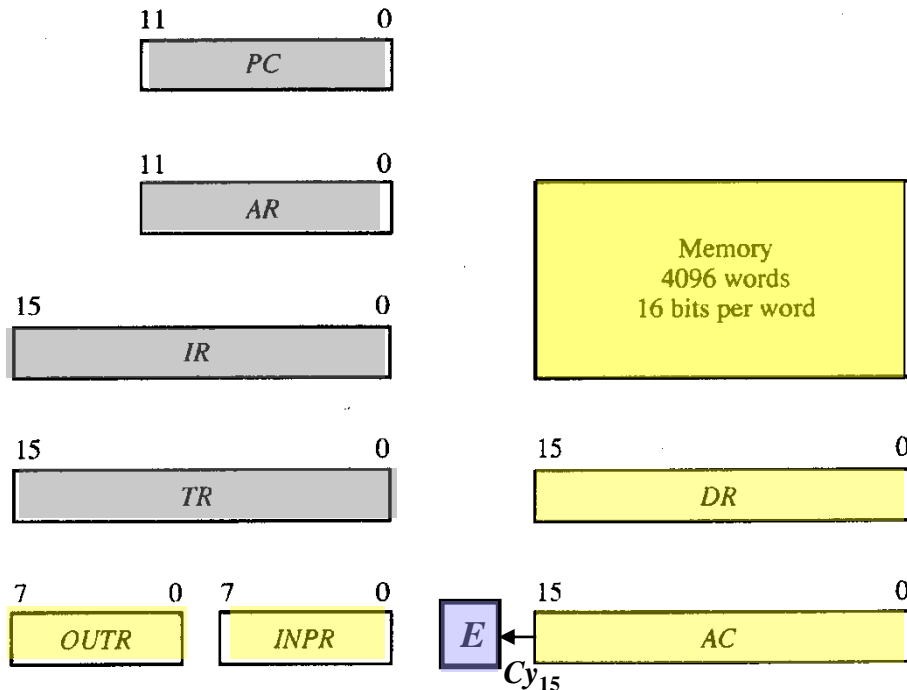 11 0
PC
11 0
AR
Memory
4096 words
16 bits per word
15 0
IR
15 0
TR
15 0
DR
7 0
OUTR
7 0
INPR
E
Cy15
15 0
AC